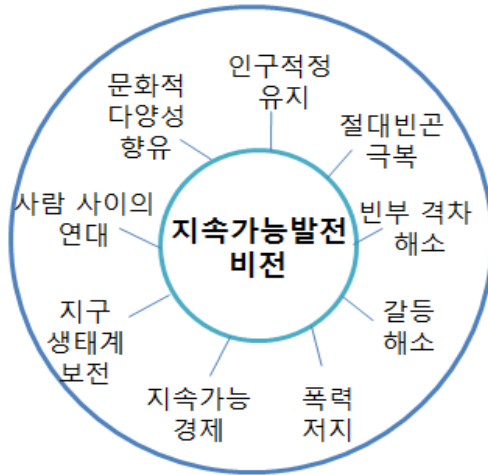 인구적정
유지
절대빈곤
극복
빈부 격차
해소
갈등
해소
폭력
저지
지속가능
경제
지구
생태계
보전
사람 사이의
연대
문화적
다양성
향유
지속가능발전
비전